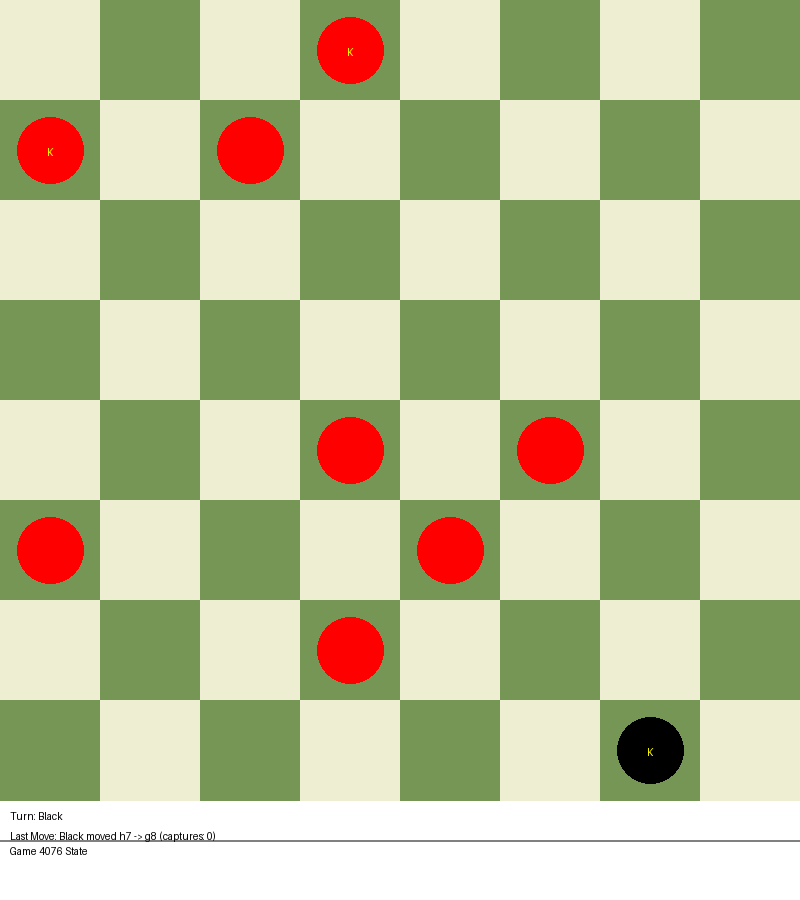 K
K
K
Turn: Black
Last Move: Black moved h7 -> g8 (captures: 0)
Game 4076 State